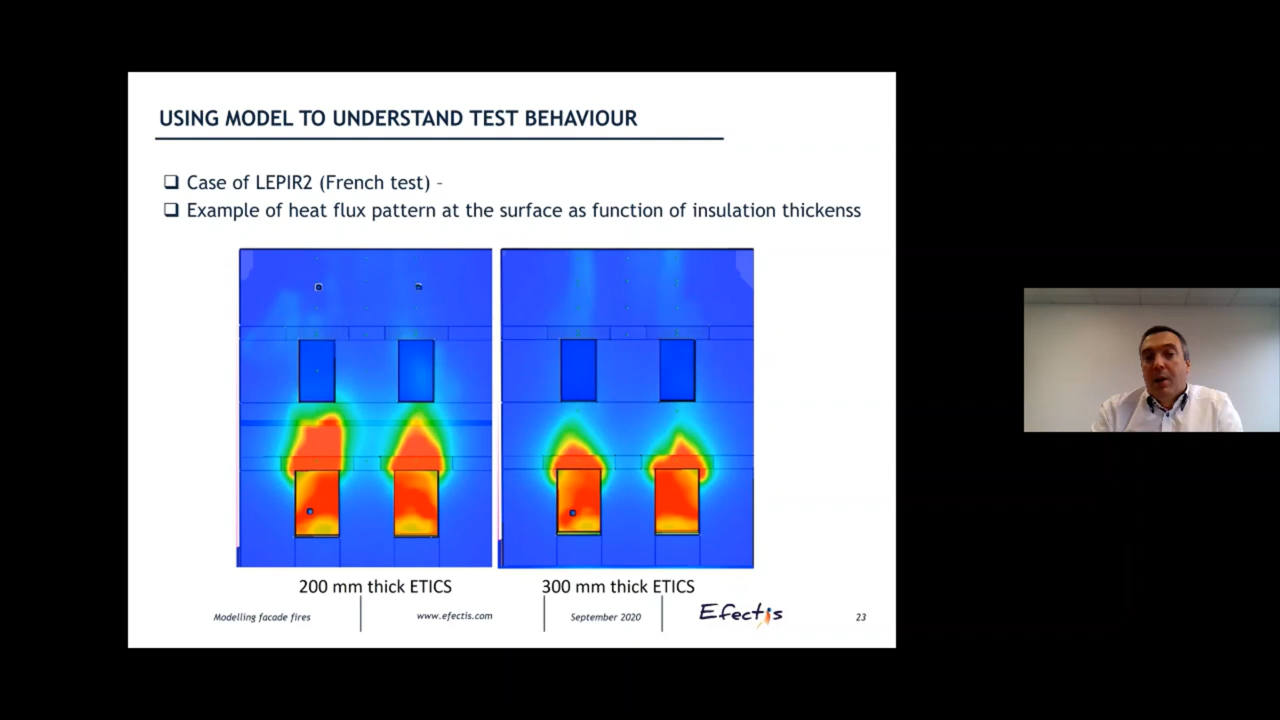 USING MODEL TO UNDERSTAND TEST BEHAVIOUR
❑ Case of LEPIR2 (French test) –
❑ Example of heat flux pattern at the surface as function of insulation thickenss
200 mm thick ETICS
300 mm thick ETICS
Modelling facade fires
www.efectis.com
September 2020
Efectis
23